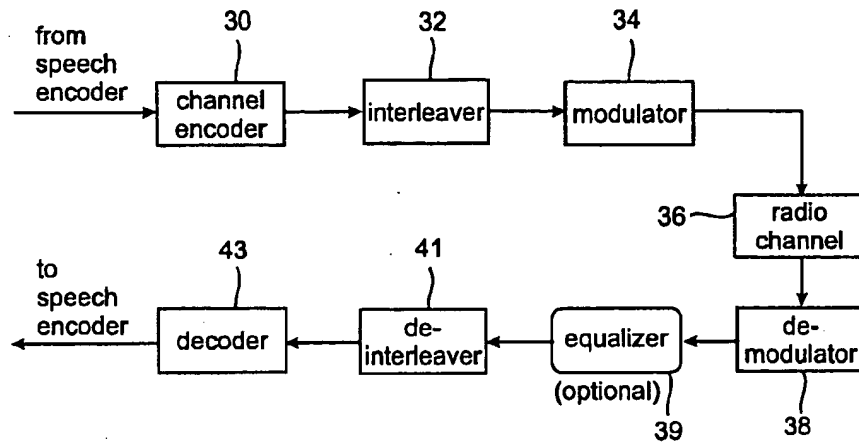 30
32
34
from
speech
encoder
channel
encoder
interleaver
modulator
36
radio
channel
to
speech
encoder
43
41
decoder
de-
interleaver
equalizer
(optional)
39
de-
modulator
38